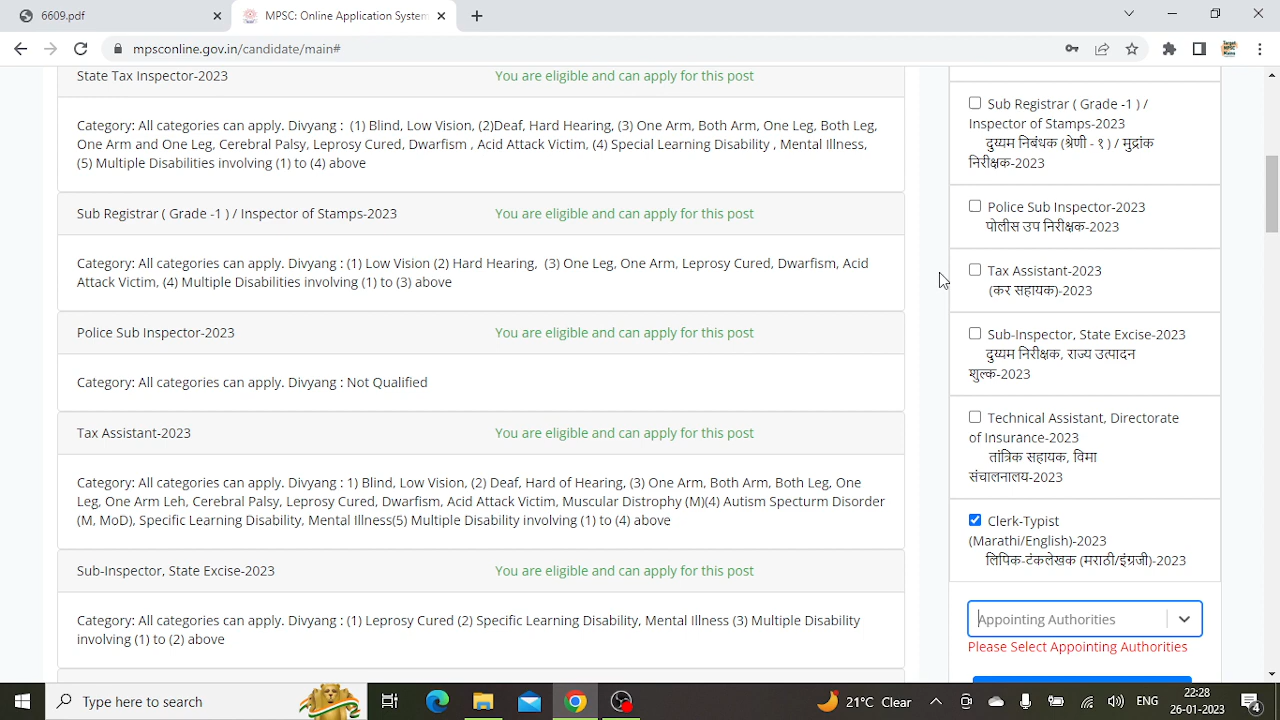 6609.pdf
MPSC: Online Application System
mpsconline.gov.in/candidate/main#
State Tax Inspector-2023
You are eligible and can apply for this post
Category: All categories can apply. Divyang : (1) Blind, Low Vision, (2)Deaf, Hard Hearing, (3) One Arm, Both Arm, One Leg, Both Leg,
One Arm and One Leg, Cerebral Palsy, Leprosy Cured, Dwarfism , Acid Attack Victim, (4) Special Learning Disability , Mental Illness,
(5) Multiple Disabilities involving (1) to (4) above
Sub Registrar ( Grade -1 ) / Inspector of Stamps-2023
You are eligible and can apply for this post
Category: All categories can apply. Divyang : (1) Low Vision (2) Hard Hearing, (3) One Leg, One Arm, Leprosy Cured, Dwarfism, Acid
Attack Victim, (4) Multiple Disabilities involving (1) to (3) above
Police Sub Inspector-2023
You are eligible and can apply for this post
Category: All categories can apply. Divyang : Not Qualified
Tax Assistant-2023
You are eligible and can apply for this post
Category: All categories can apply. Divyang : 1) Blind, Low Vision, (2) Deaf, Hard of Hearing, (3) One Arm, Both Arm, Both Leg, One
Leg, One Arm Leh, Cerebral Palsy, Leprosy Cured, Dwarfism, Acid Attack Victim, Muscular Distrophy (M)(4) Autism Specturm Disorder
(M, MoD), Specific Learning Disability, Mental Illness(5) Multiple Disability involving (1) to (4) above
Sub-Inspector, State Excise-2023
You are eligible and can apply for this post
Category: All categories can apply. Divyang : (1) Leprosy Cured (2) Specific Learning Disability, Mental Illness (3) Multiple Disability
involving (1) to (2) above
Sub Registrar ( Grade -1 ) /
Inspector of Stamps-2023
दुय्यम निबंधक (श्रेणी - १ ) / मुद्रांक
निरीक्षक-2023
Police Sub Inspector-2023
पोलीस उप निरीक्षक-2023
Tax Assistant-2023
(कर सहायक)-2023
Sub-Inspector, State Excise-2023
दुय्यम निरीक्षक, राज्य उत्पादन
शुल्क-2023
Technical Assistant, Directorate
of Insurance-2023
तांत्रिक सहायक, विमा
संचालनालय-2023
Clerk-Typist
(Marathi/English)-2023
लिपिक-टंकलेखक (मराठी/इंग्रजी)-2023
Appointing Authorities
Please Select Appointing Authorities
Type here to search
21°C Clear
ENG
22:28
26-01-2023
4